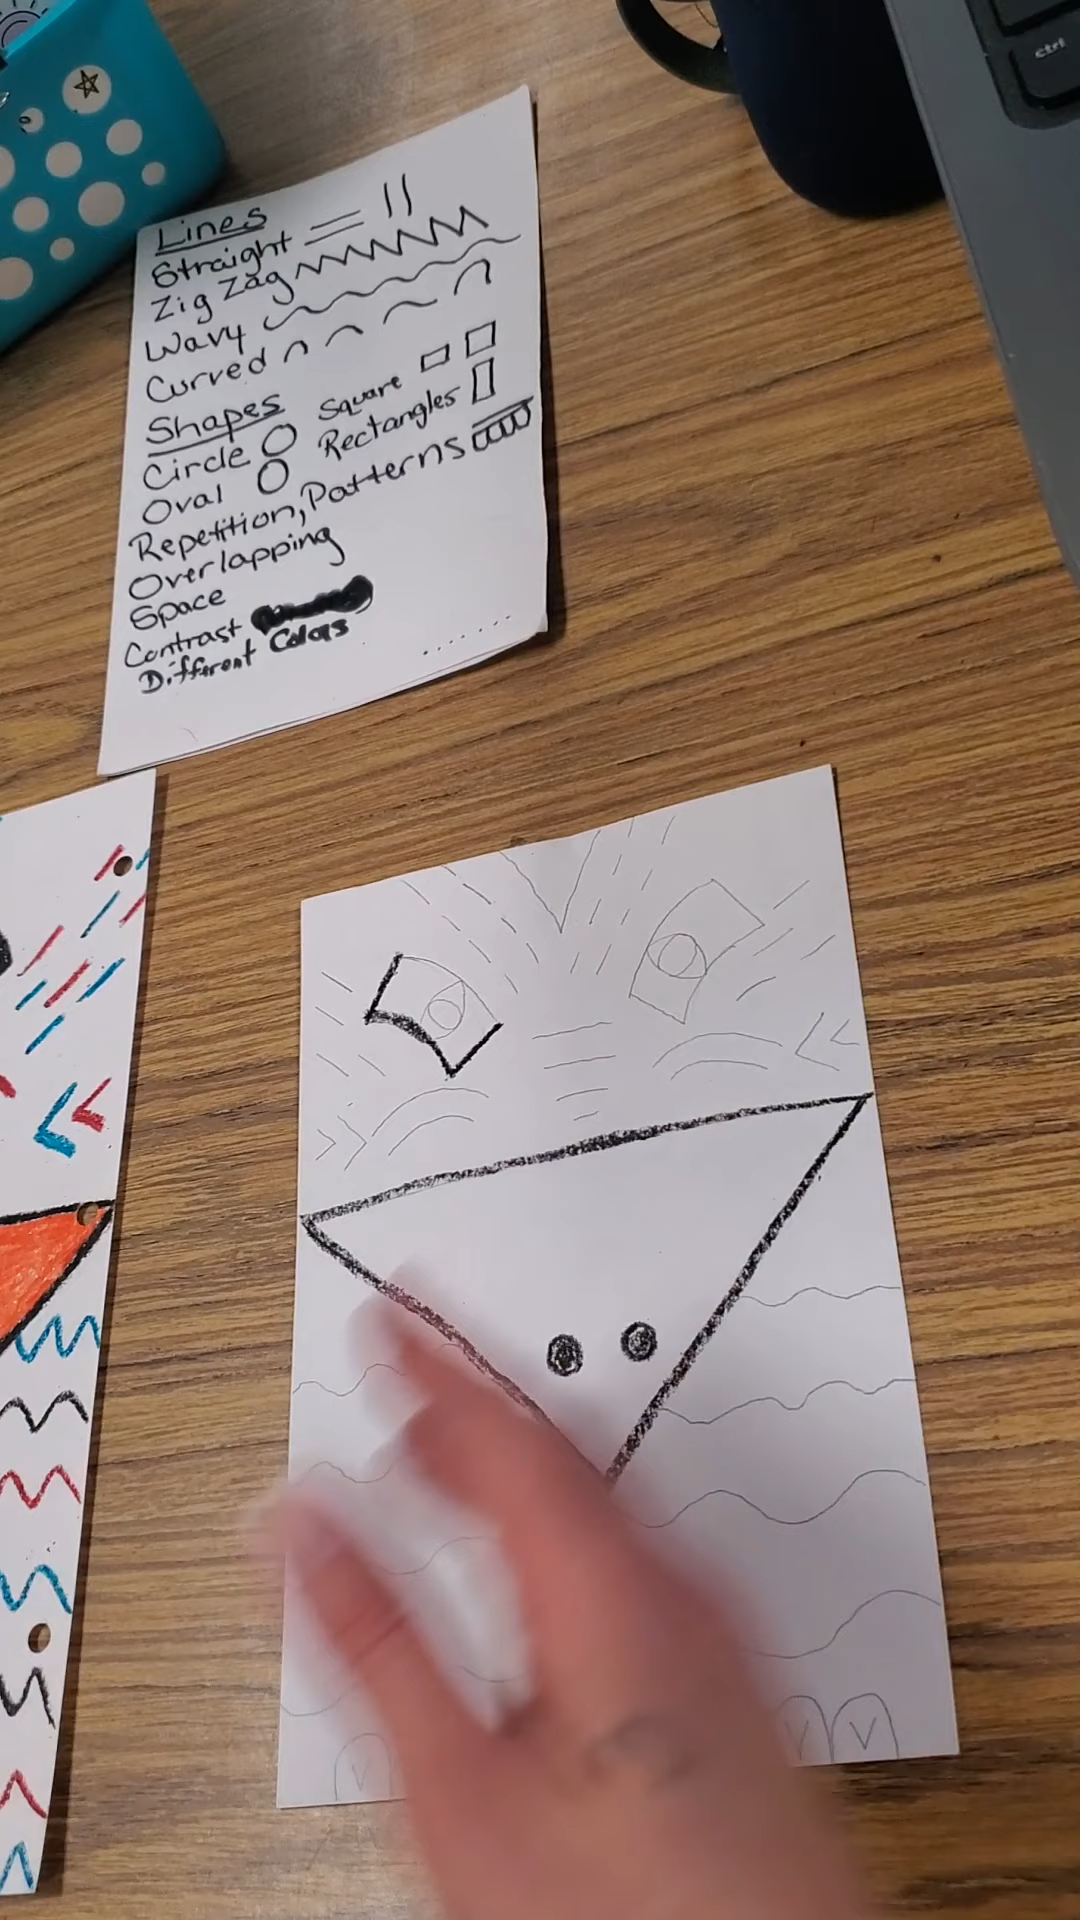 Lines
Straight
Zig Zag
Wavy
Curved
Shapes
Circle Square
Oval Rectangles
Repetition, Patterns
Overlapping
Space
Contrast
Different Colors
ctrl